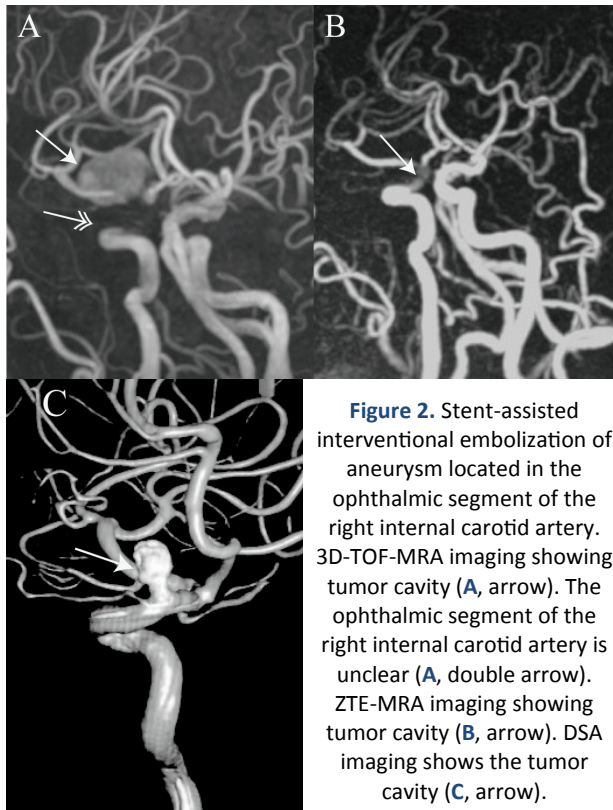 A
B
C
Figure 2. Stent-assisted
interventional embolization of
aneurysm located in the
ophthalmic segment of the
right internal carotid artery.
3D-TOF-MRA imaging showing
tumor cavity (A, arrow). The
ophthalmic segment of the
right internal carotid artery is
unclear (A, double arrow).
ZTE-MRA imaging showing
tumor cavity (B, arrow). DSA
imaging shows the tumor
cavity (C, arrow).